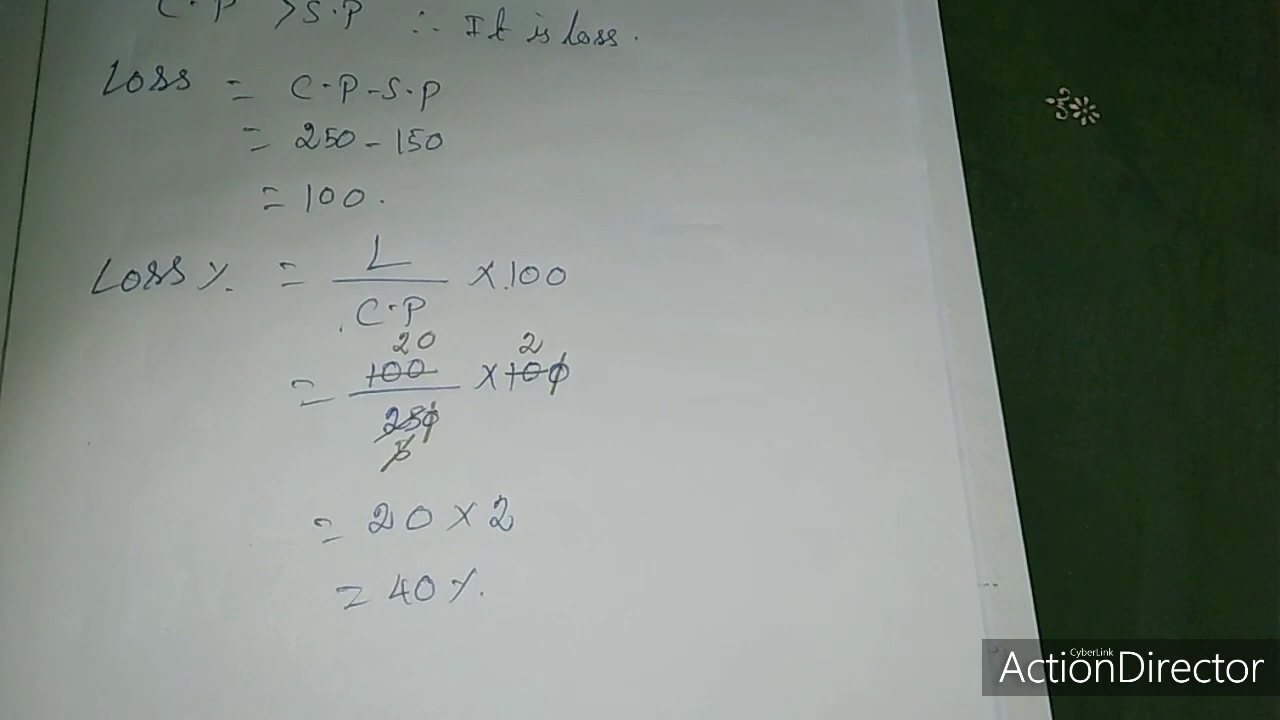 C.P > S.P ∴ It is loss.
Loss = C.P-S.P
= 250 - 150
= 100.
Loss % = L/C.P × 100
20 2
= 100/250 × 100
5
= 20 × 2
= 40 %.
CyberLink
ActionDirector